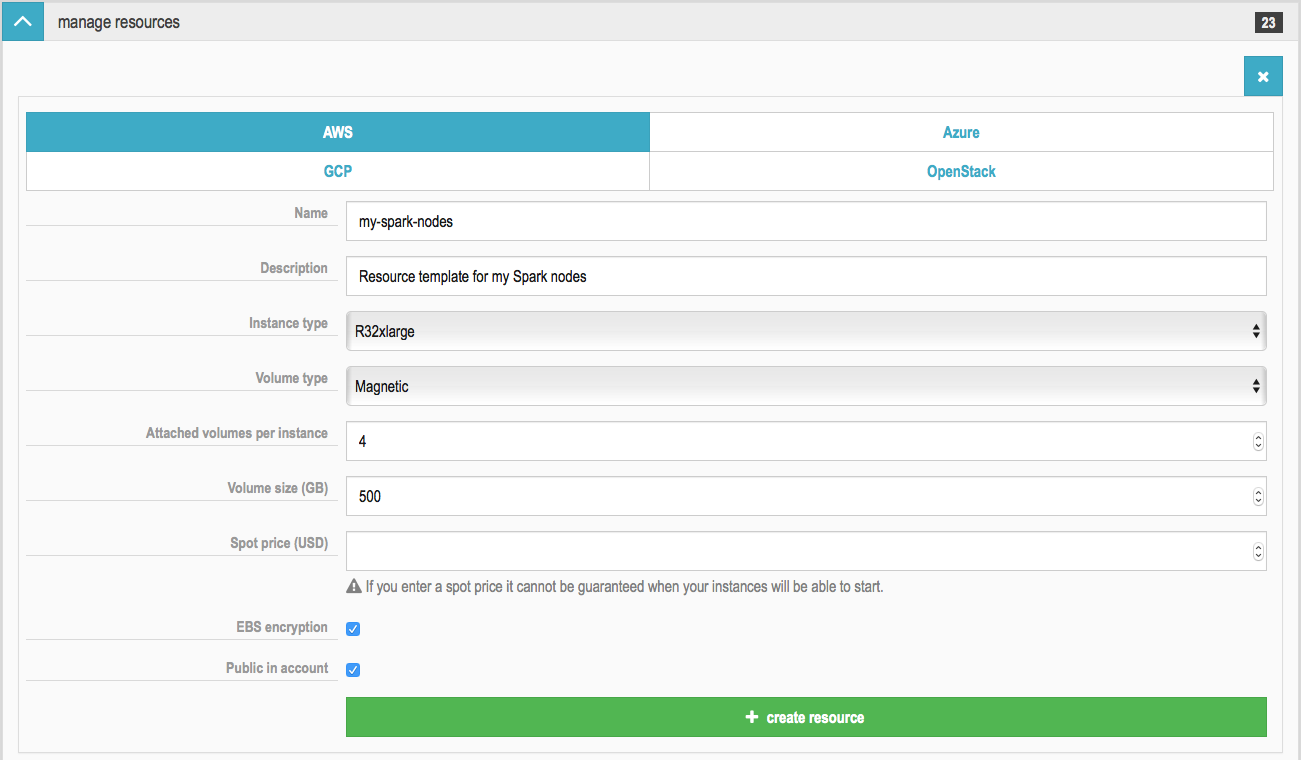 manage resources
23
AWS
Azure
GCP
OpenStack
Name
my-spark-nodes
Description
Resource template for my Spark nodes
Instance type
R32xlarge
Volume type
Magnetic
Attached volumes per instance
4
Volume size (GB)
500
Spot price (USD)
If you enter a spot price it cannot be guaranteed when your instances will be able to start.
EBS encryption
Public in account
create resource